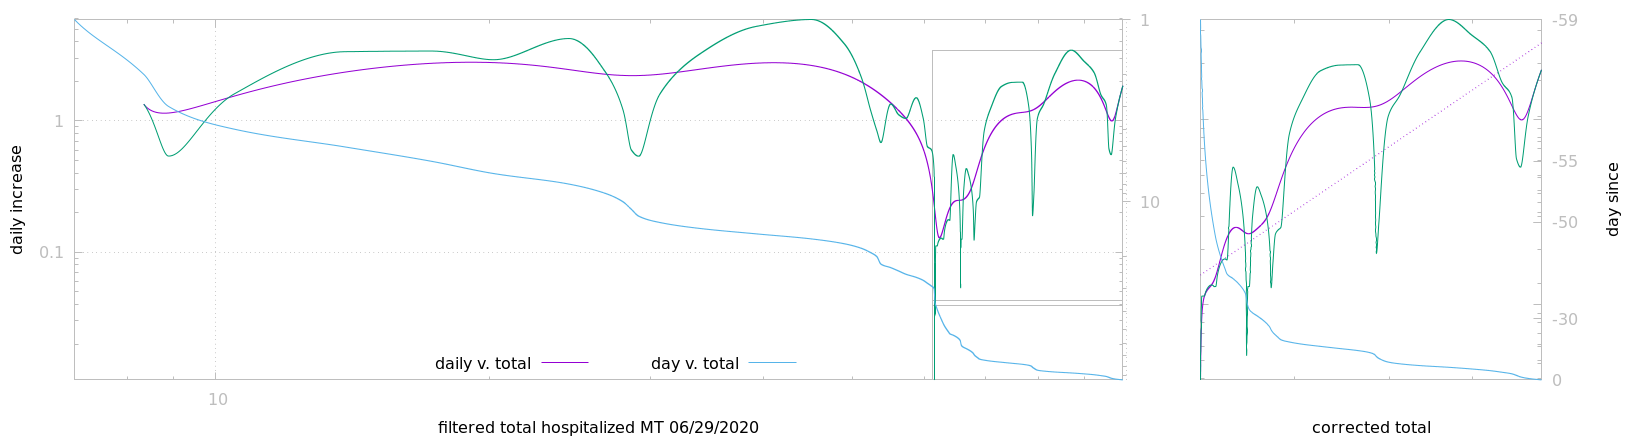 1
-59
1
-55
daily increase
day since
10
-50
0.1
-30
daily v. total
day v. total
0
10
filtered total hospitalized MT 06/29/2020
corrected total